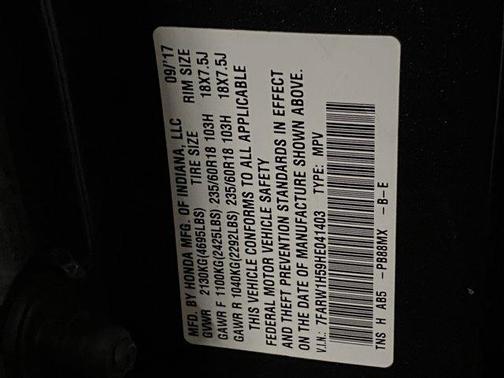 MFD. BY HONDA MFG. OF INDIANA, LLC 09/'17
GVWR 2130KG(4695LBS) TIRE SIZE RIM SIZE
GAWR F 1100KG(2425LBS) 235/60R18 103H 18X7.5J
GAWR R 1040KG(2292LBS) 235/60R18 103H 18X7.5J
THIS VEHICLE CONFORMS TO ALL APPLICABLE
FEDERAL MOTOR VEHICLE SAFETY
AND THEFT PREVENTION STANDARDS IN EFFECT
ON THE DATE OF MANUFACTURE SHOWN ABOVE.
V.I.N.: 7FARW1H59HE041403 TYPE: MPV
TNS H AB5 -PB88MX -B-E